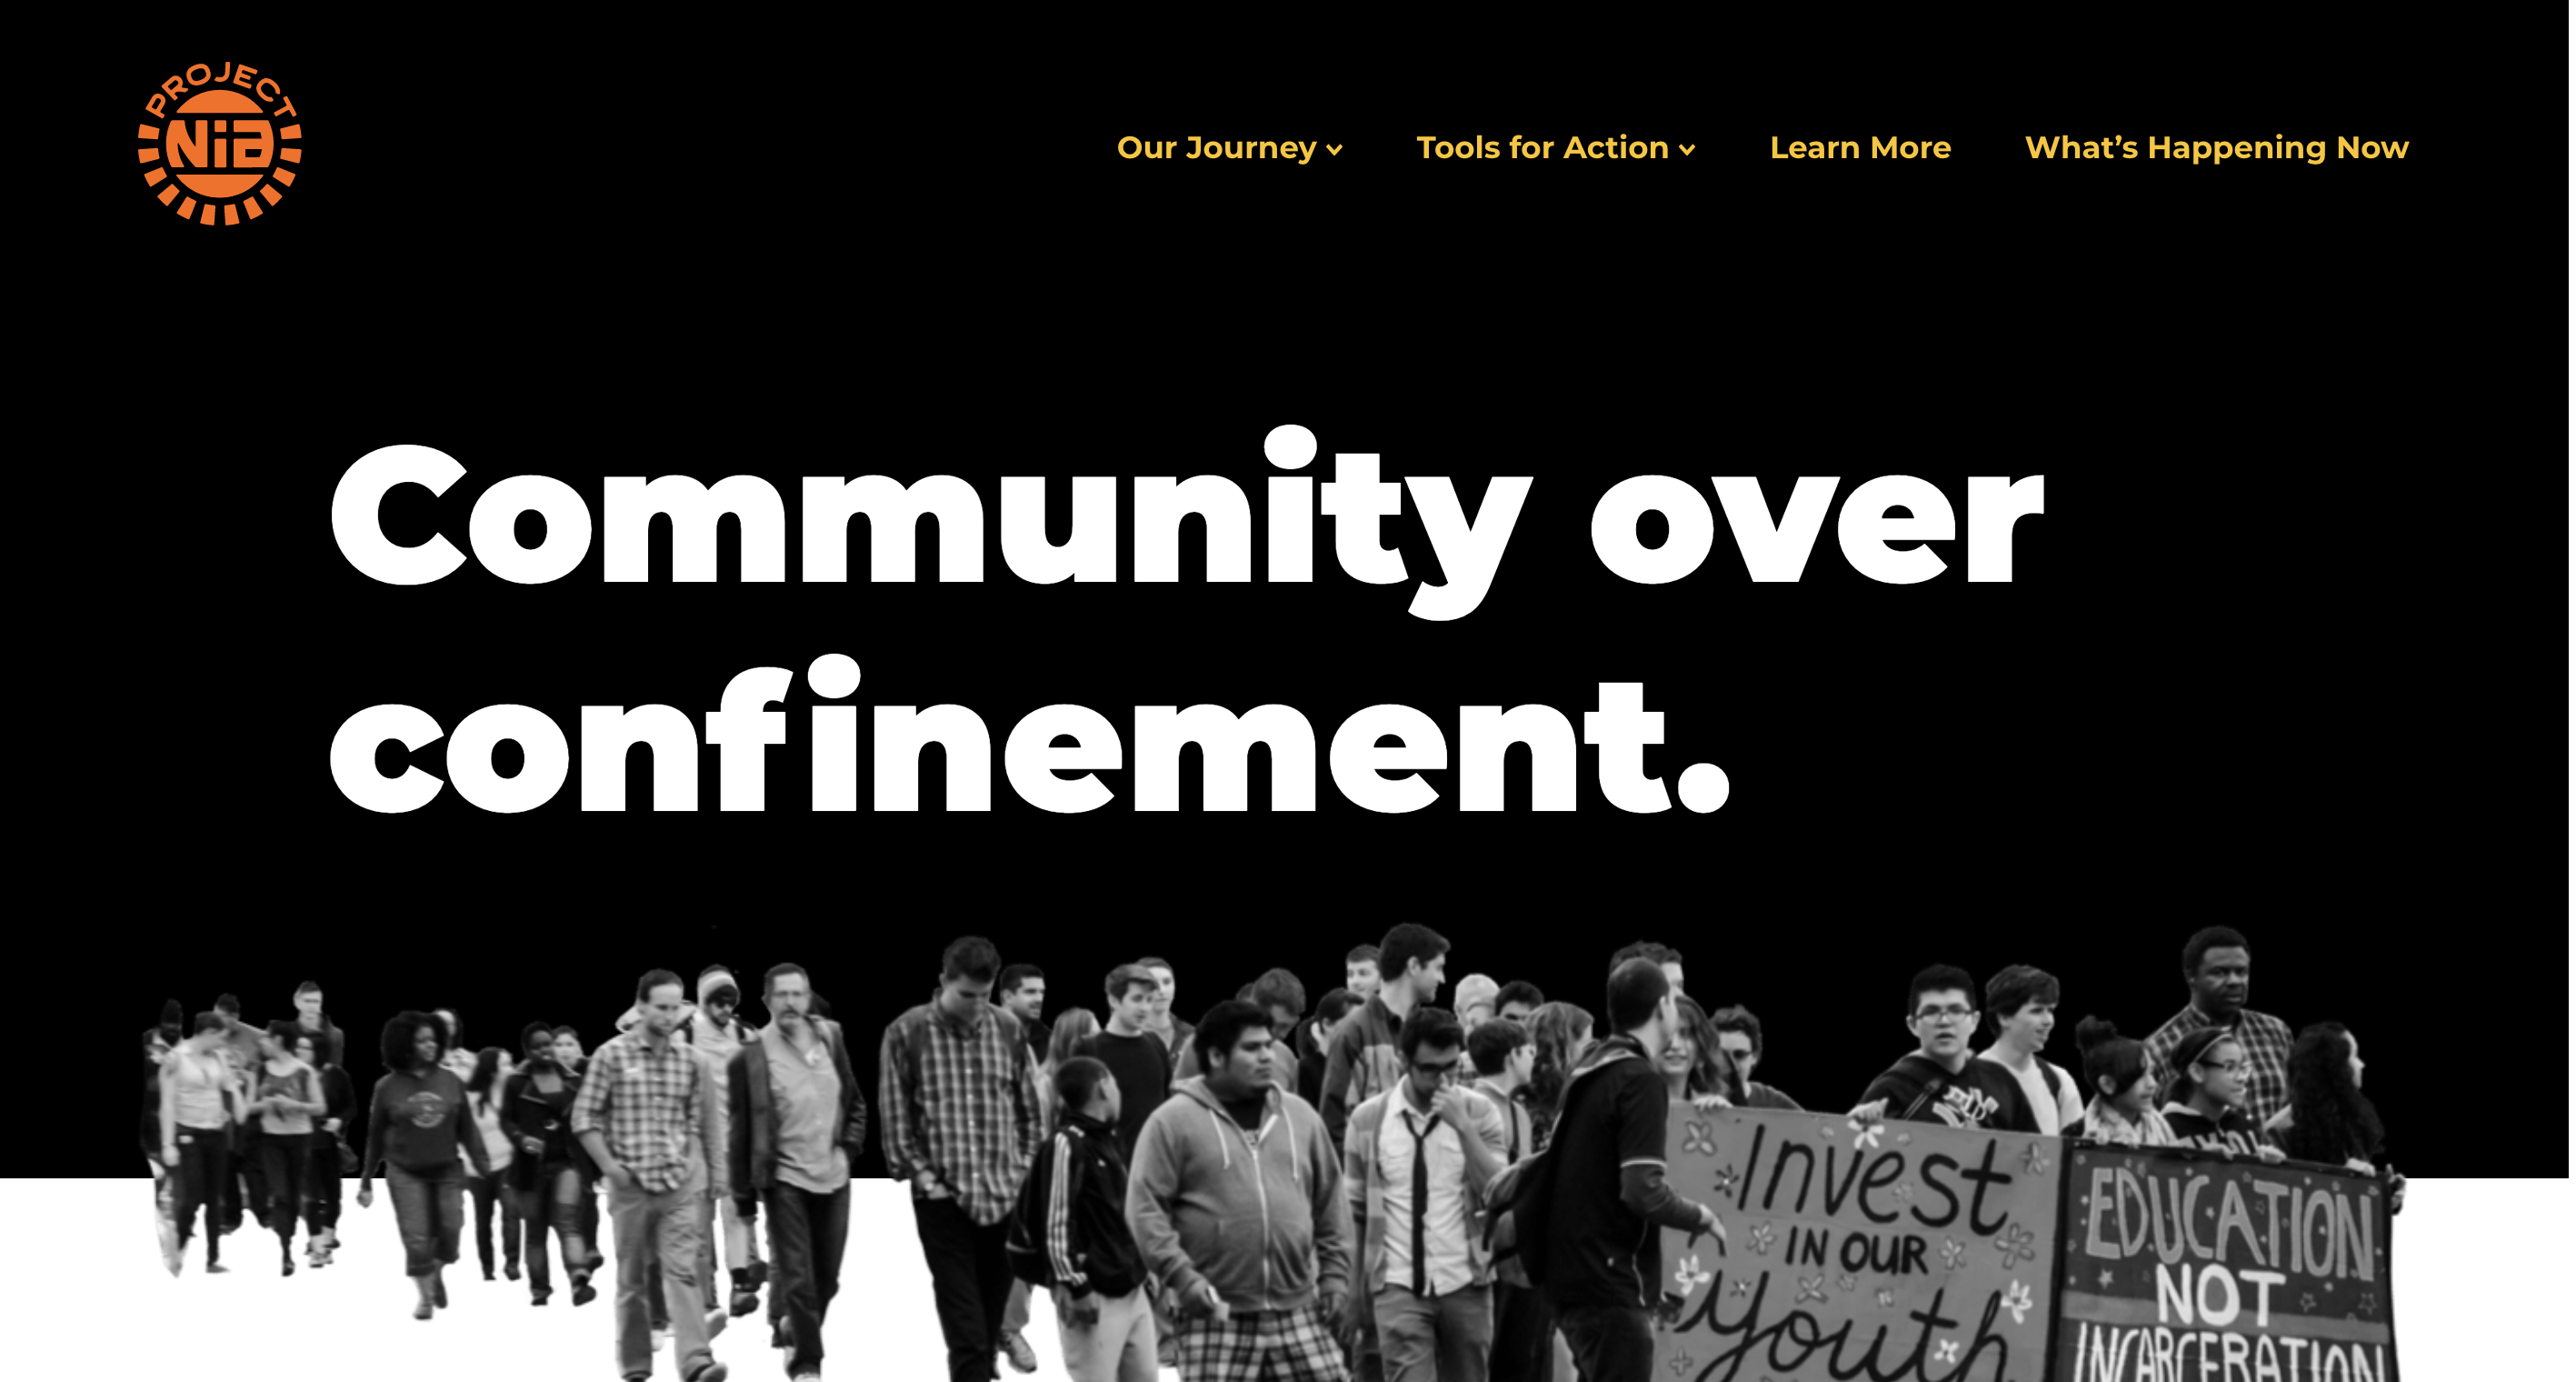 PROJECT
NiA
Our Journey
Tools for Action
Learn More
What’s Happening Now
Community over
confinement.
Invest
IN OUR
Youth
EDUCATION
NOT
INCARCERATION